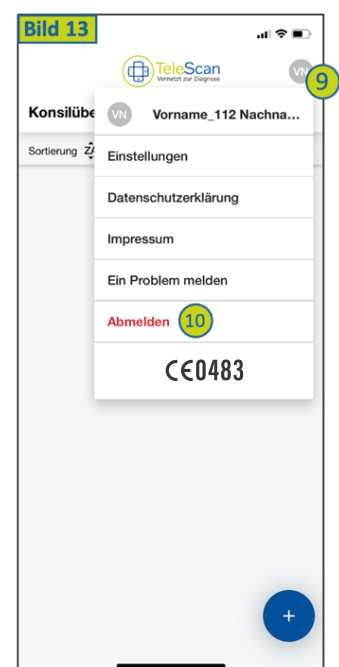 Bild 13
TeleScan
Vernetzt zur Diagnose
VN
9
Konsilübe
VN Vorname_112 Nachna...
Sortierung
Einstellungen
Datenschutzerklärung
Impressum
Ein Problem melden
Abmelden 10
CE0483
+